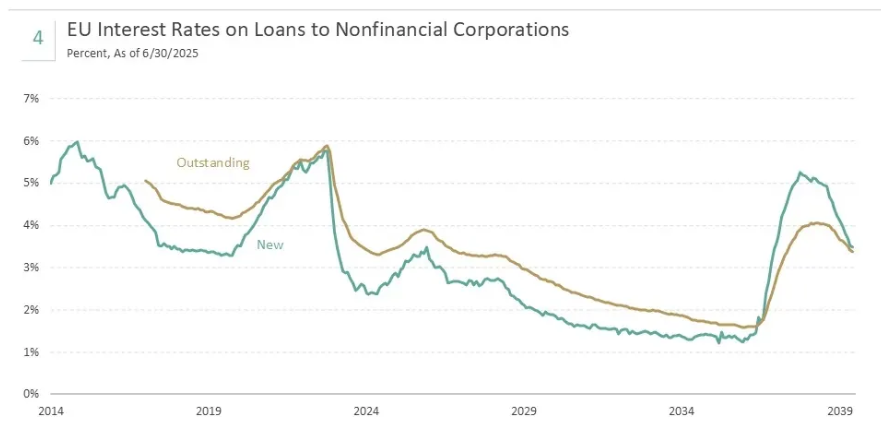 4
EU Interest Rates on Loans to Nonfinancial Corporations
Percent, As of 6/30/2025
7%
6%
Outstanding
5%
4%
New
3%
2%
1%
0%
2014 2019 2024 2029 2034 2039